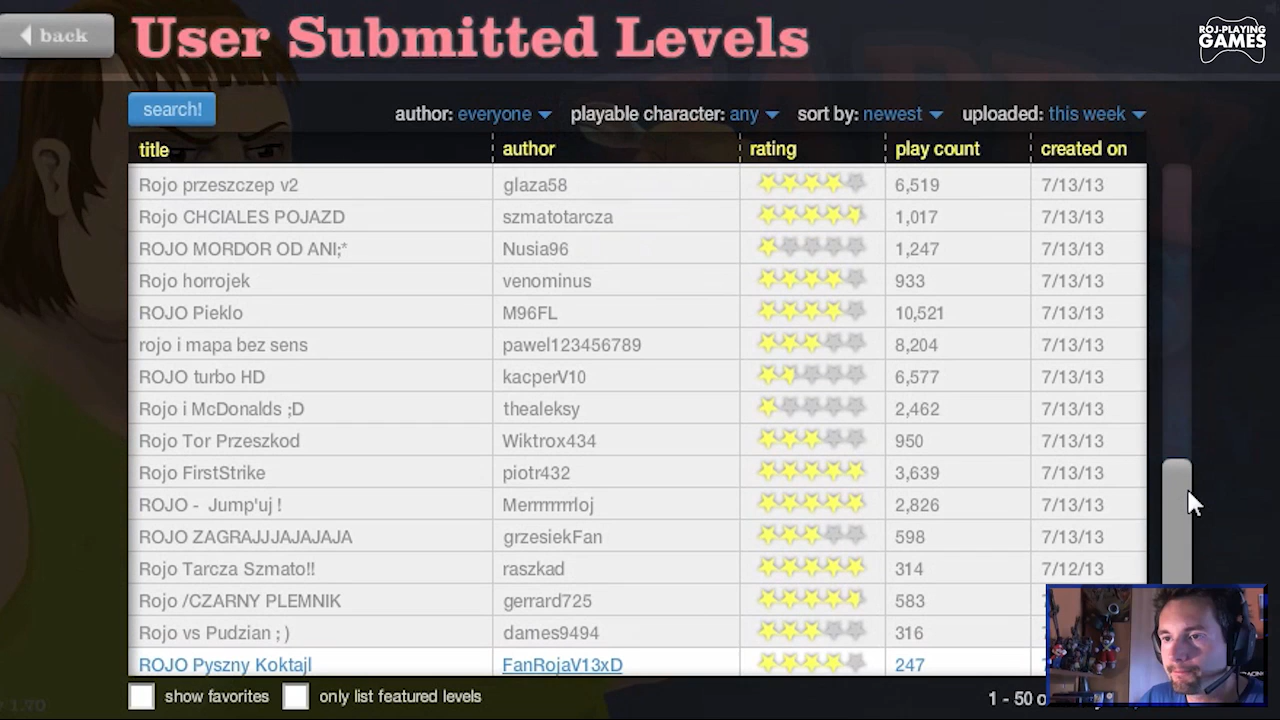 back
User Submitted Levels
ROJ-PLAYING
GAMES
search!
author: everyone playable character: any sort by: newest uploaded: this week
title author rating play count created on
Rojo przeszczep v2 glaza58 6,519 7/13/13
Rojo CHCIALES POJAZD szmatotarcza 1,017 7/13/13
ROJO MORDOR OD ANI;* Nusia96 1,247 7/13/13
Rojo horrojek venominus 933 7/13/13
ROJO Pieklo M96FL 10,521 7/13/13
rojo i mapa bez sens pawel123456789 8,204 7/13/13
ROJO turbo HD kacperV10 6,577 7/13/13
Rojo i McDonalds ;D thealeksy 2,462 7/13/13
Rojo Tor Przeszkod Wiktrox434 950 7/13/13
Rojo FirstStrike piotr432 3,639 7/13/13
ROJO - Jump'uj ! Merrrrrrrloj 2,826 7/13/13
ROJO ZAGRAJJJAJAJAJA grzesiekFan 598 7/13/13
Rojo Tarcza Szmato!! raszkad 314 7/12/13
Rojo /CZARNY PLEMNIK gerrard725 583
Rojo vs Pudzian ; ) dames9494 316
ROJO Pyszny Koktajl FanRojaV13xD 247
show favorites only list featured levels 1 - 50
1.70